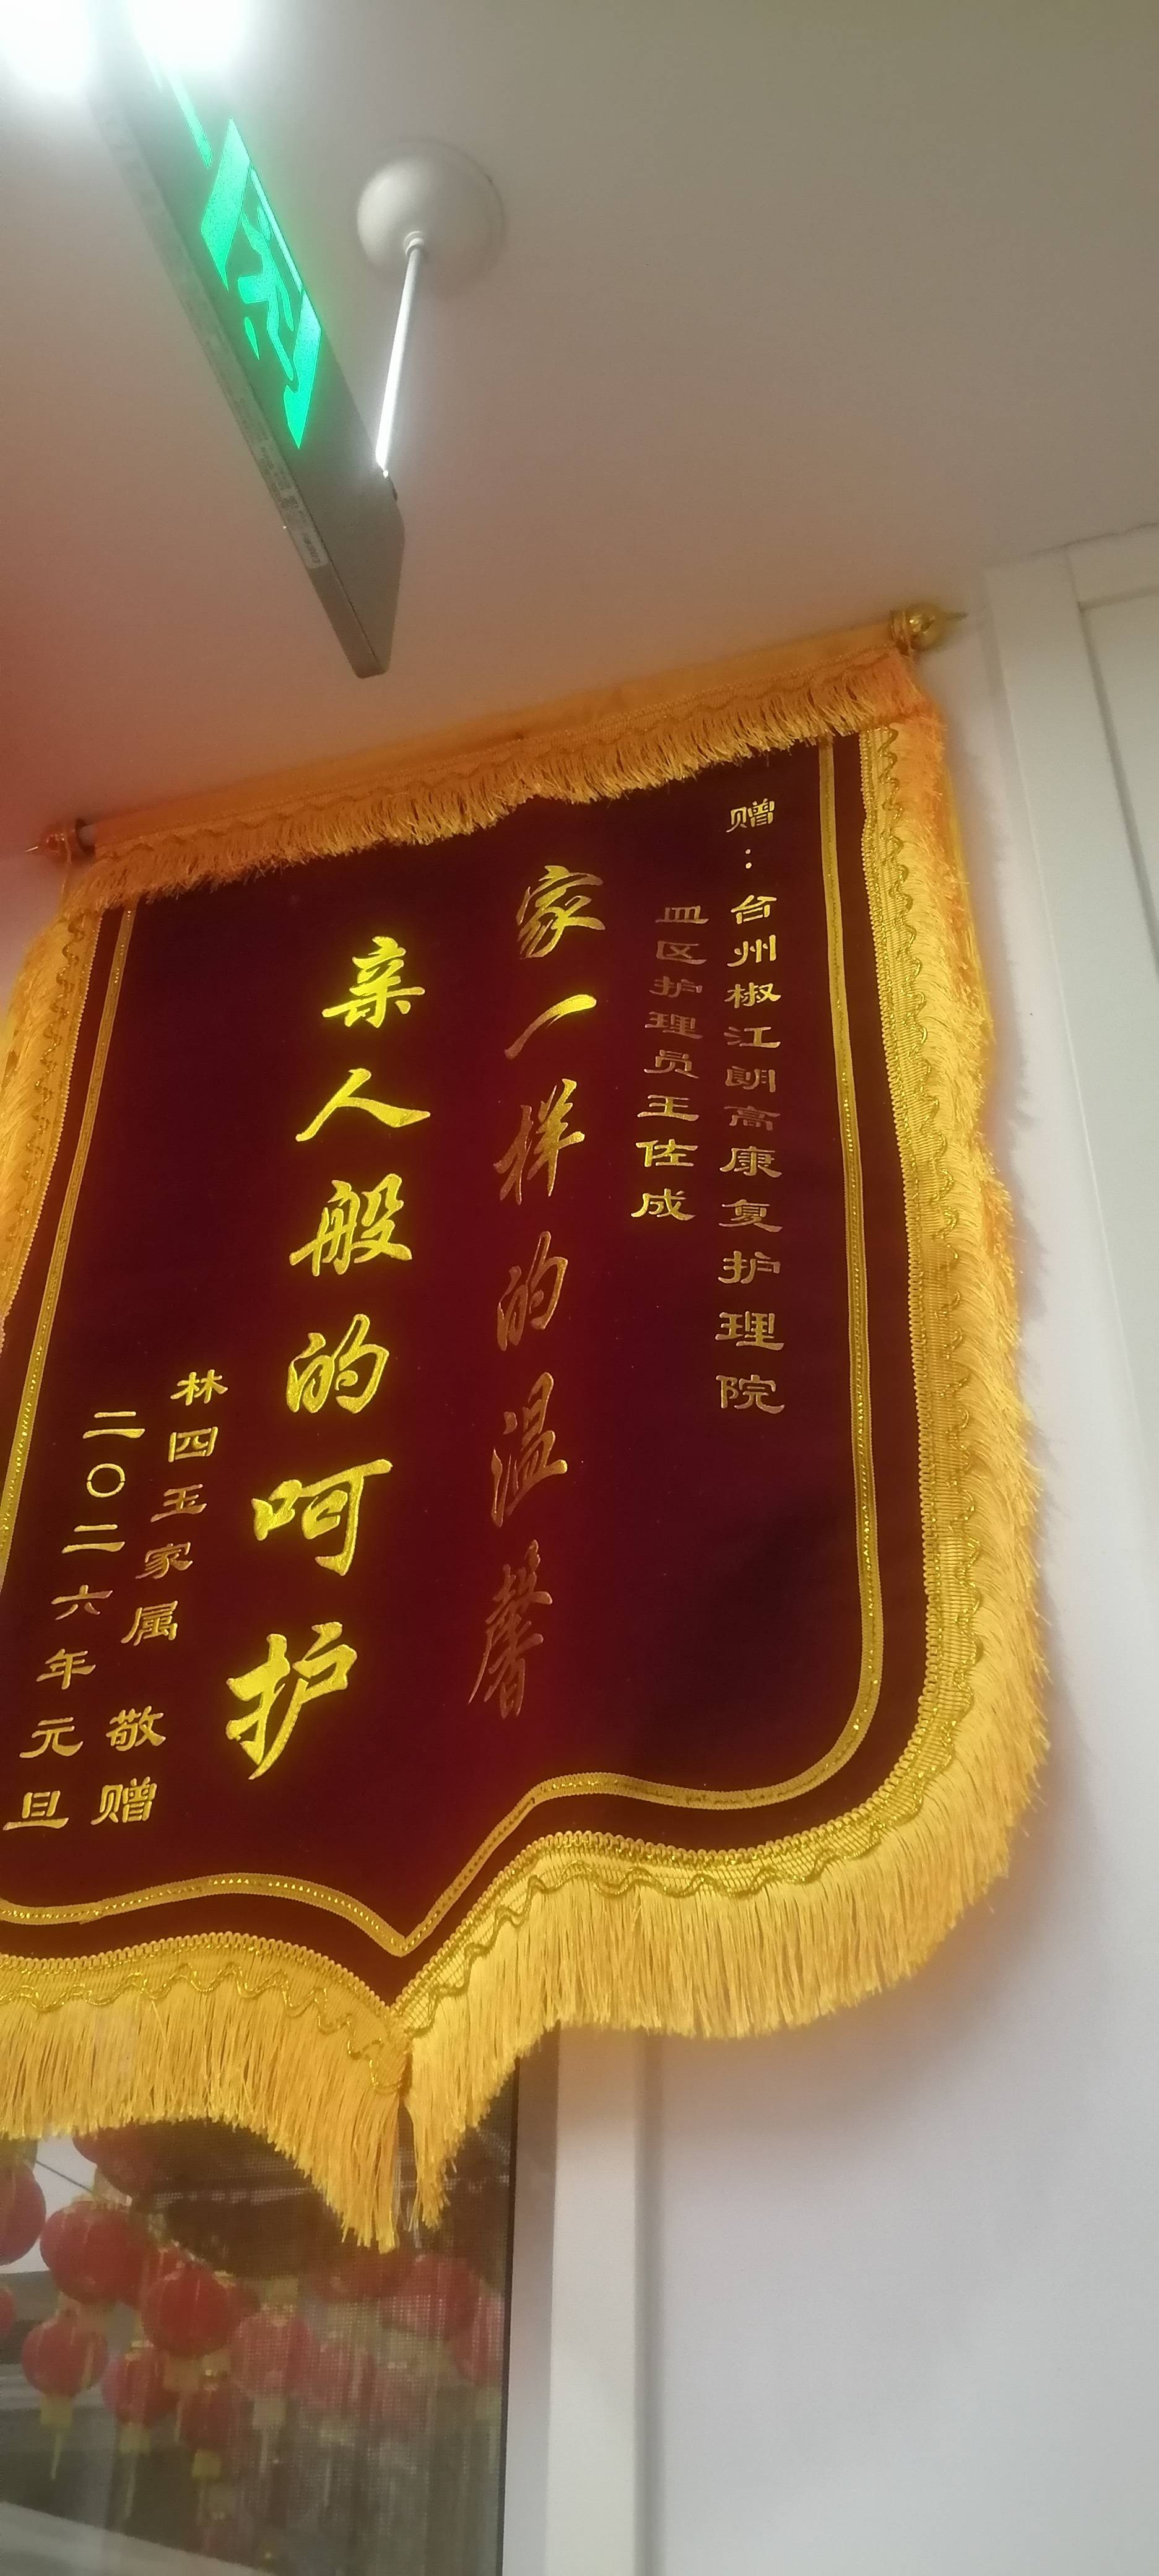 赠：台州椒江朗高康复护理院
皿区护理员王佐成
家一样的温馨
亲人般的呵护
林四玉家属 敬赠
二〇二六年元旦